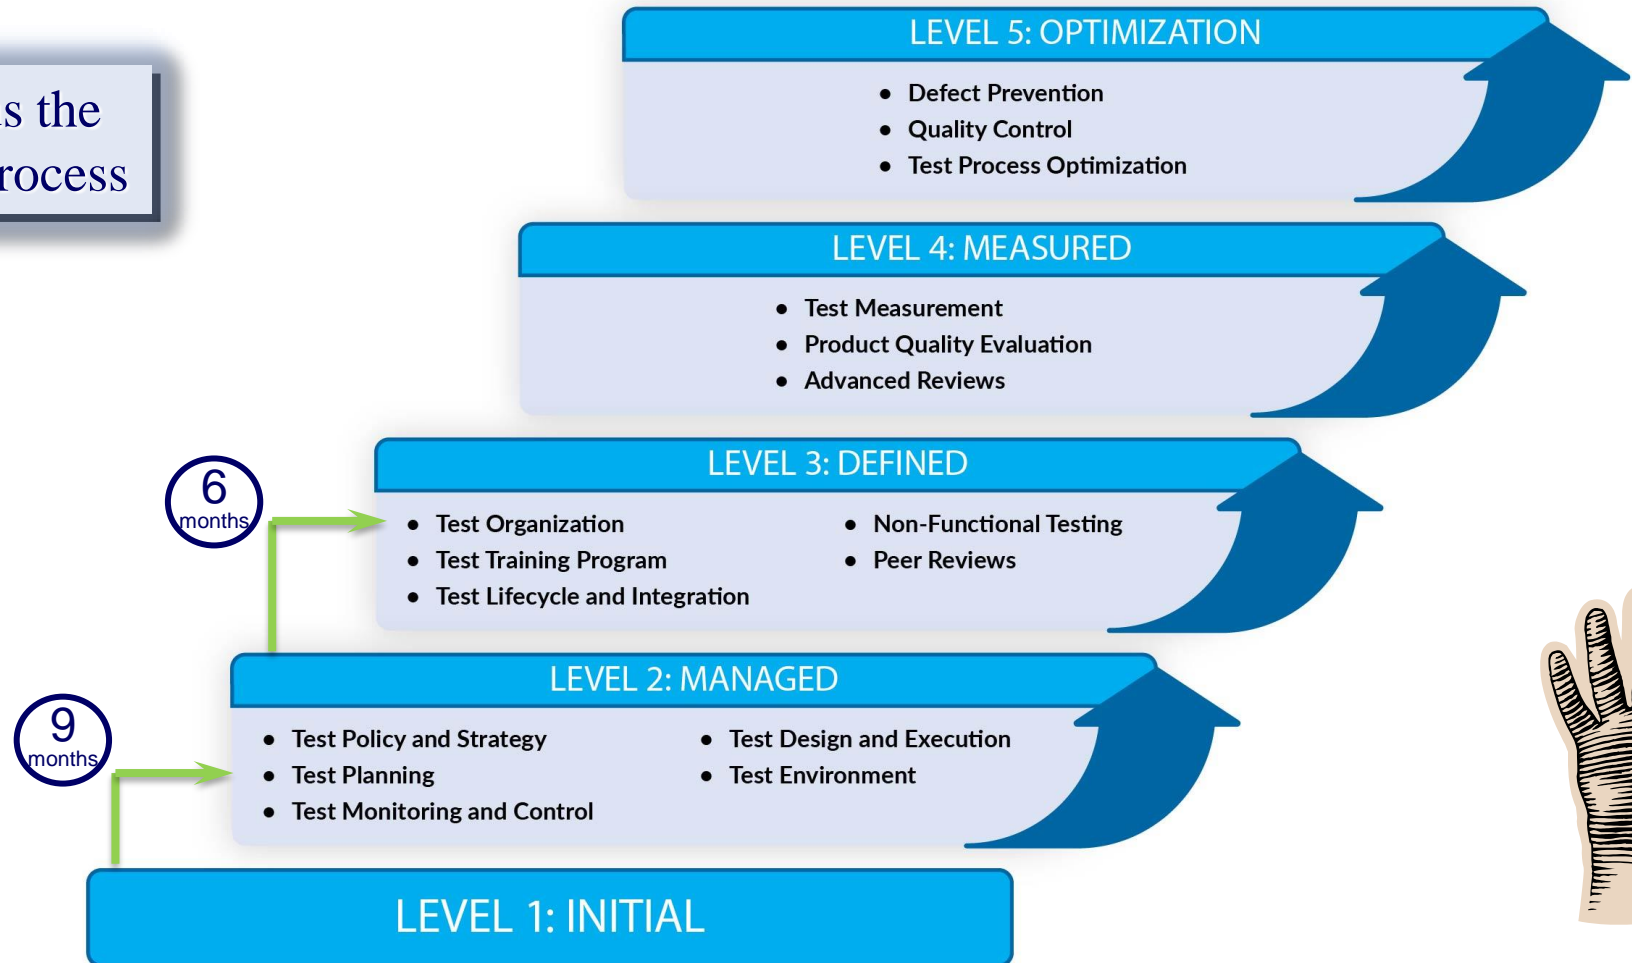 s the
rocess
LEVEL 5: OPTIMIZATION
• Defect Prevention
• Quality Control
• Test Process Optimization
LEVEL 4: MEASURED
• Test Measurement
• Product Quality Evaluation
• Advanced Reviews
6
months
LEVEL 3: DEFINED
• Test Organization
• Test Training Program
• Test Lifecycle and Integration
• Non-Functional Testing
• Peer Reviews
9
months
LEVEL 2: MANAGED
• Test Policy and Strategy
• Test Planning
• Test Monitoring and Control
• Test Design and Execution
• Test Environment
LEVEL 1: INITIAL